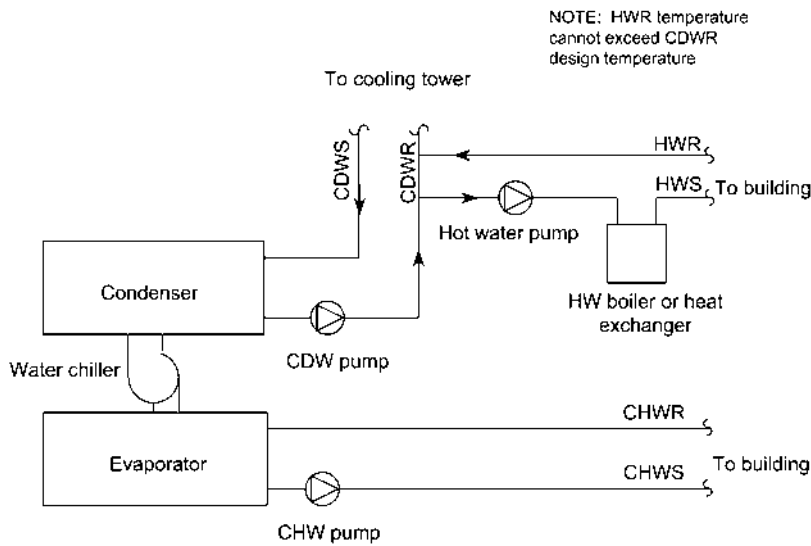 NOTE: HWR temperature
cannot exceed CDWR
design temperature
To cooling tower
CDWS
CDWR
HWR
HWS
To building
Hot water pump
Condenser
HW boiler or heat
exchanger
CDW pump
Water chiller
CHWR
Evaporator
To building
CHWS
CHW pump